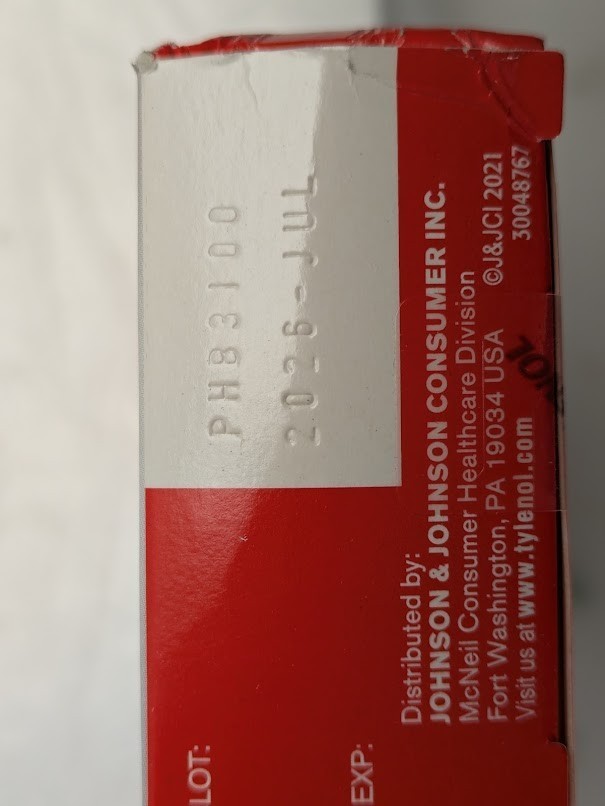 LOT:
PHB3100
EXP:
2026-JUL
Distributed by:
JOHNSON & JOHNSON CONSUMER INC.
McNeil Consumer Healthcare Division
Fort Washington, PA 19034 USA ©J&JCI 2021
Visit us at www.tylenol.com 30048767